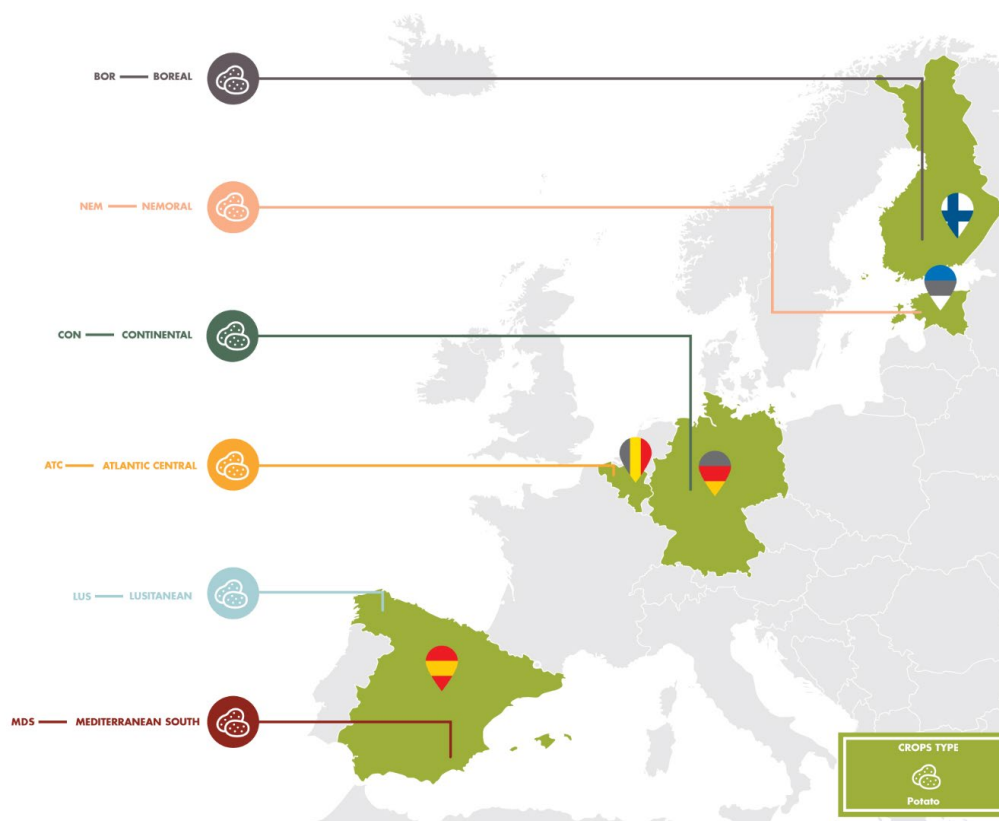 BOR — BOREAL
NEM — NEMORAL
CON — CONTINENTAL
ATC — ATLANTIC CENTRAL
LUS — LUSITANEAN
MDS — MEDITERRANEAN SOUTH
CROPS TYPE
Potato